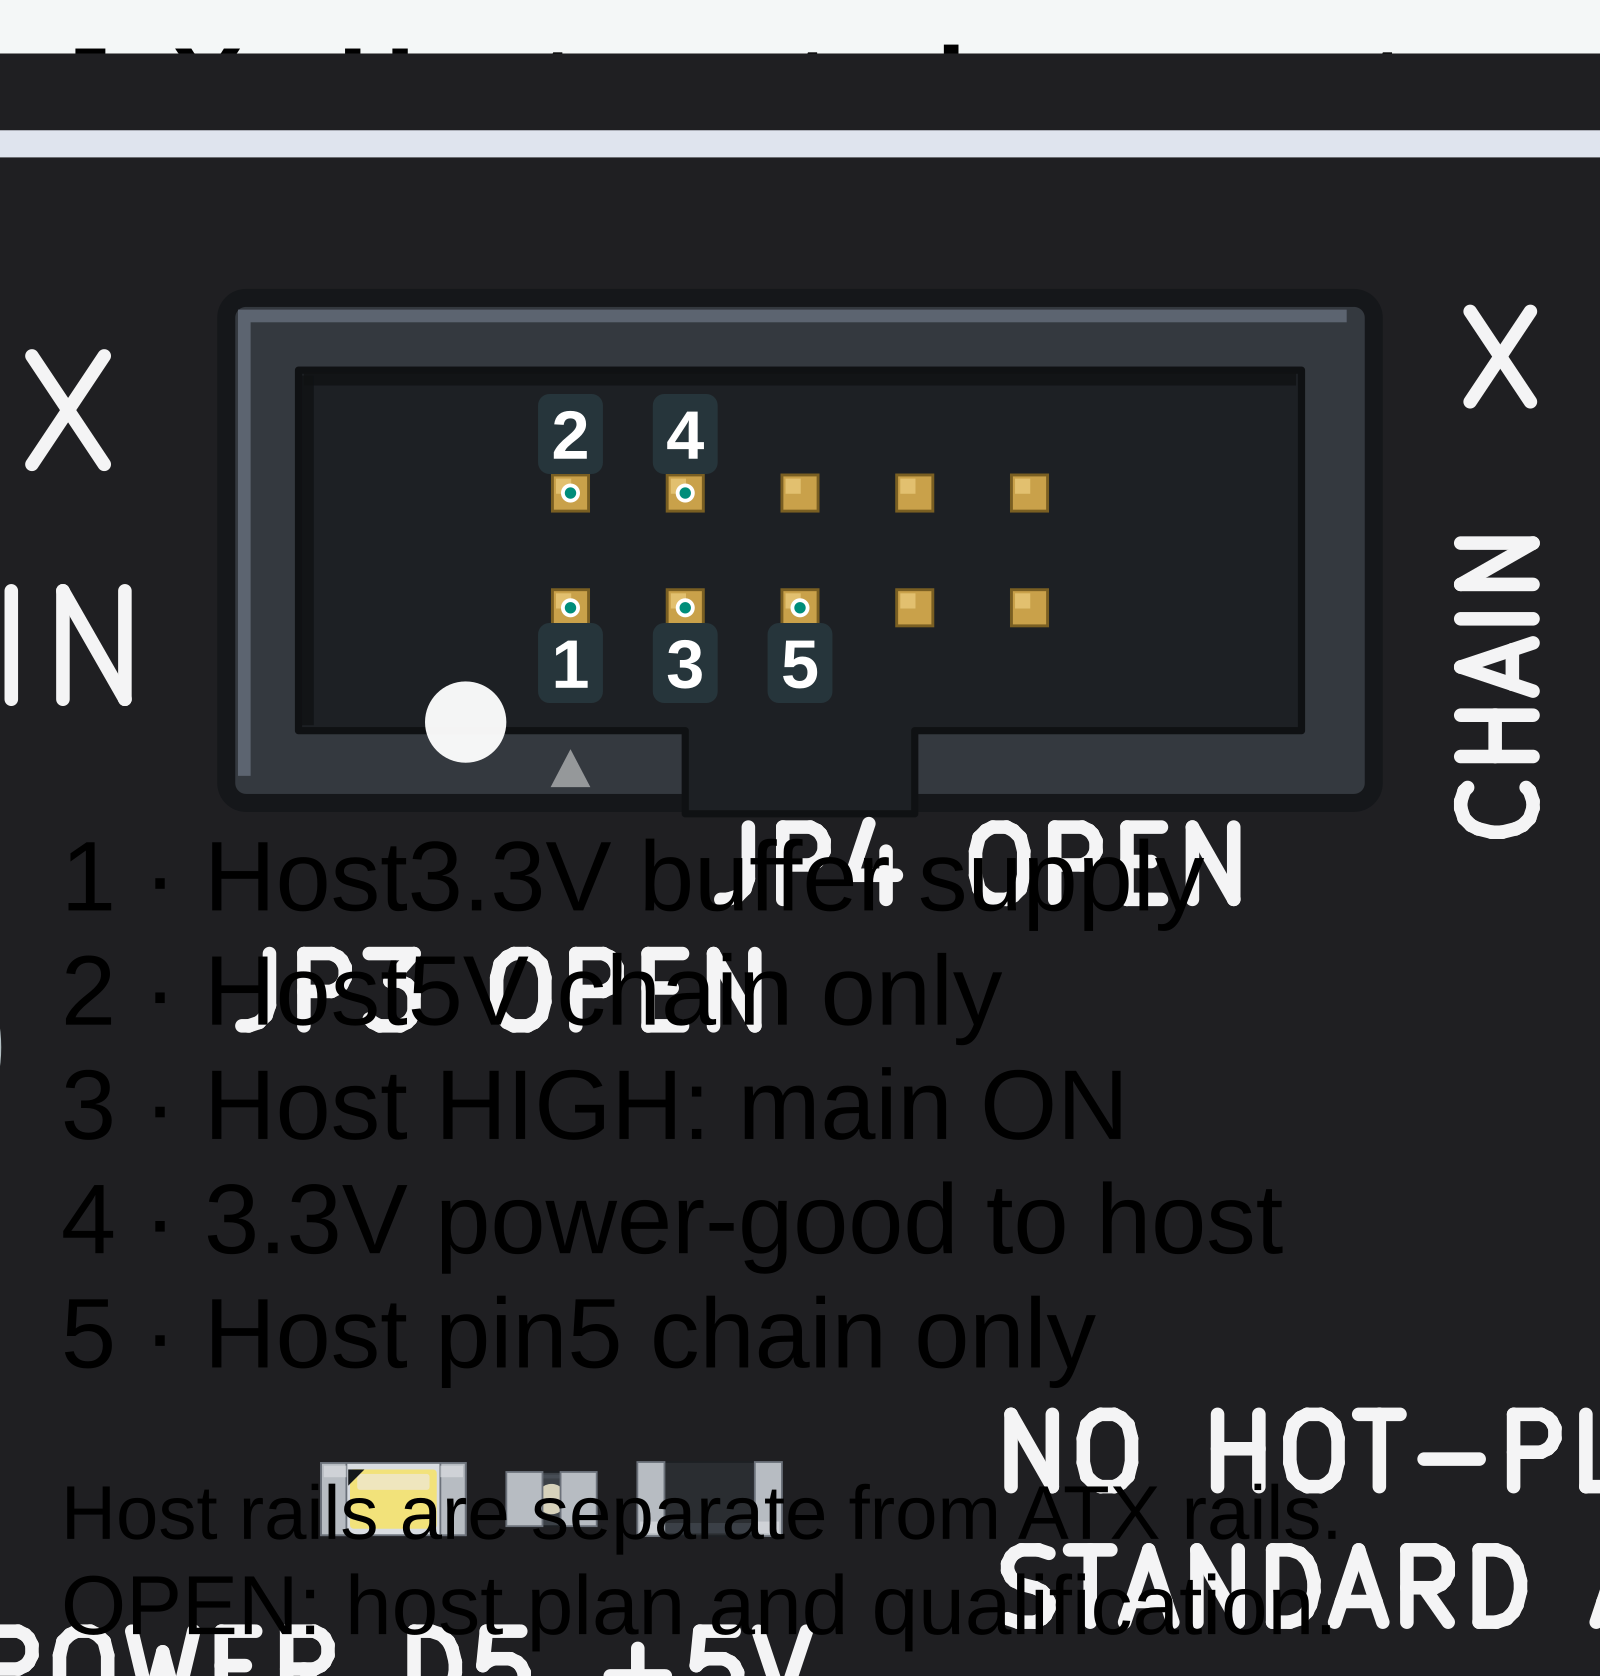 X
IN
X
CHAIN
2 4
1 3 5
JP4 OPEN
1 · Host3.3V buffer supply
JP3 OPEN
2 · Host5V chain only
3 · Host HIGH: main ON
4 · 3.3V power-good to host
5 · Host pin5 chain only
NO
Host rails are separate from ATX rails.
STANDARD
OPEN: host plan and qualification.
POWER D5 +5V